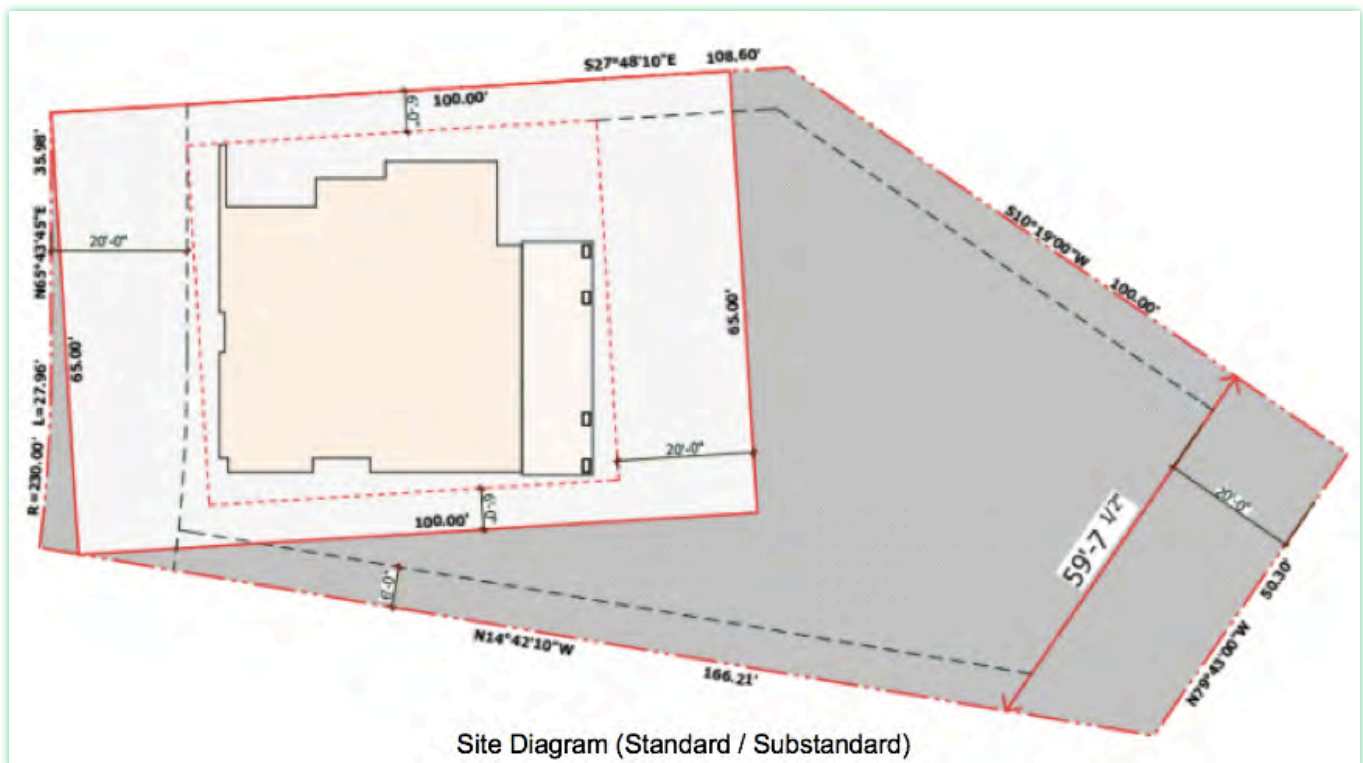 S27°48'10"E 108.60'
100.00'
6'-0"
N65°43'45"E 35.98'
20'-0"
65.00'
R=230.00' L=27.96'
65.00'
S10°19'00"W 100.00'
20'-0"
6'-0"
100.00'
59'-7 1/2"
20'-0"
50.30'
N79°43'00"W
N14°42'10"W 166.21'
Site Diagram (Standard / Substandard)